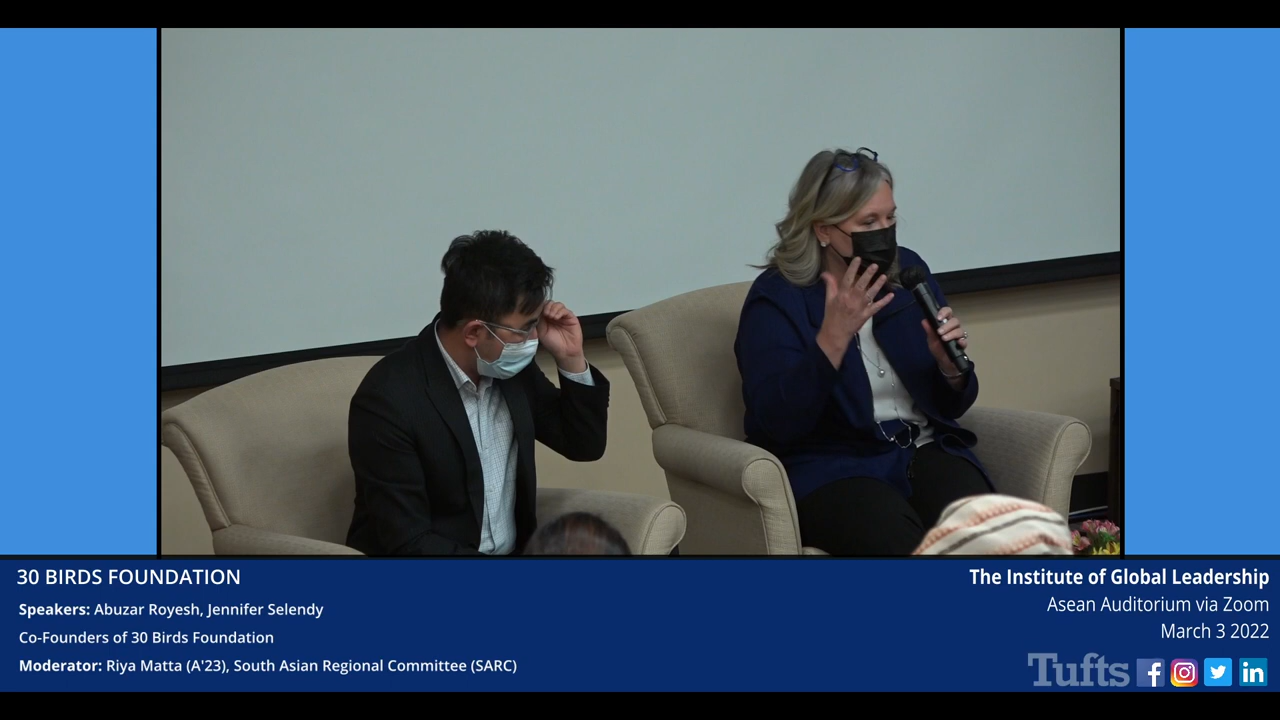 30 BIRDS FOUNDATION
Speakers: Abuzar Royesh, Jennifer Selendy
Co-Founders of 30 Birds Foundation
Moderator: Riya Matta (A'23), South Asian Regional Committee (SARC)
The Institute of Global Leadership
Asean Auditorium via Zoom
March 3 2022
Tufts